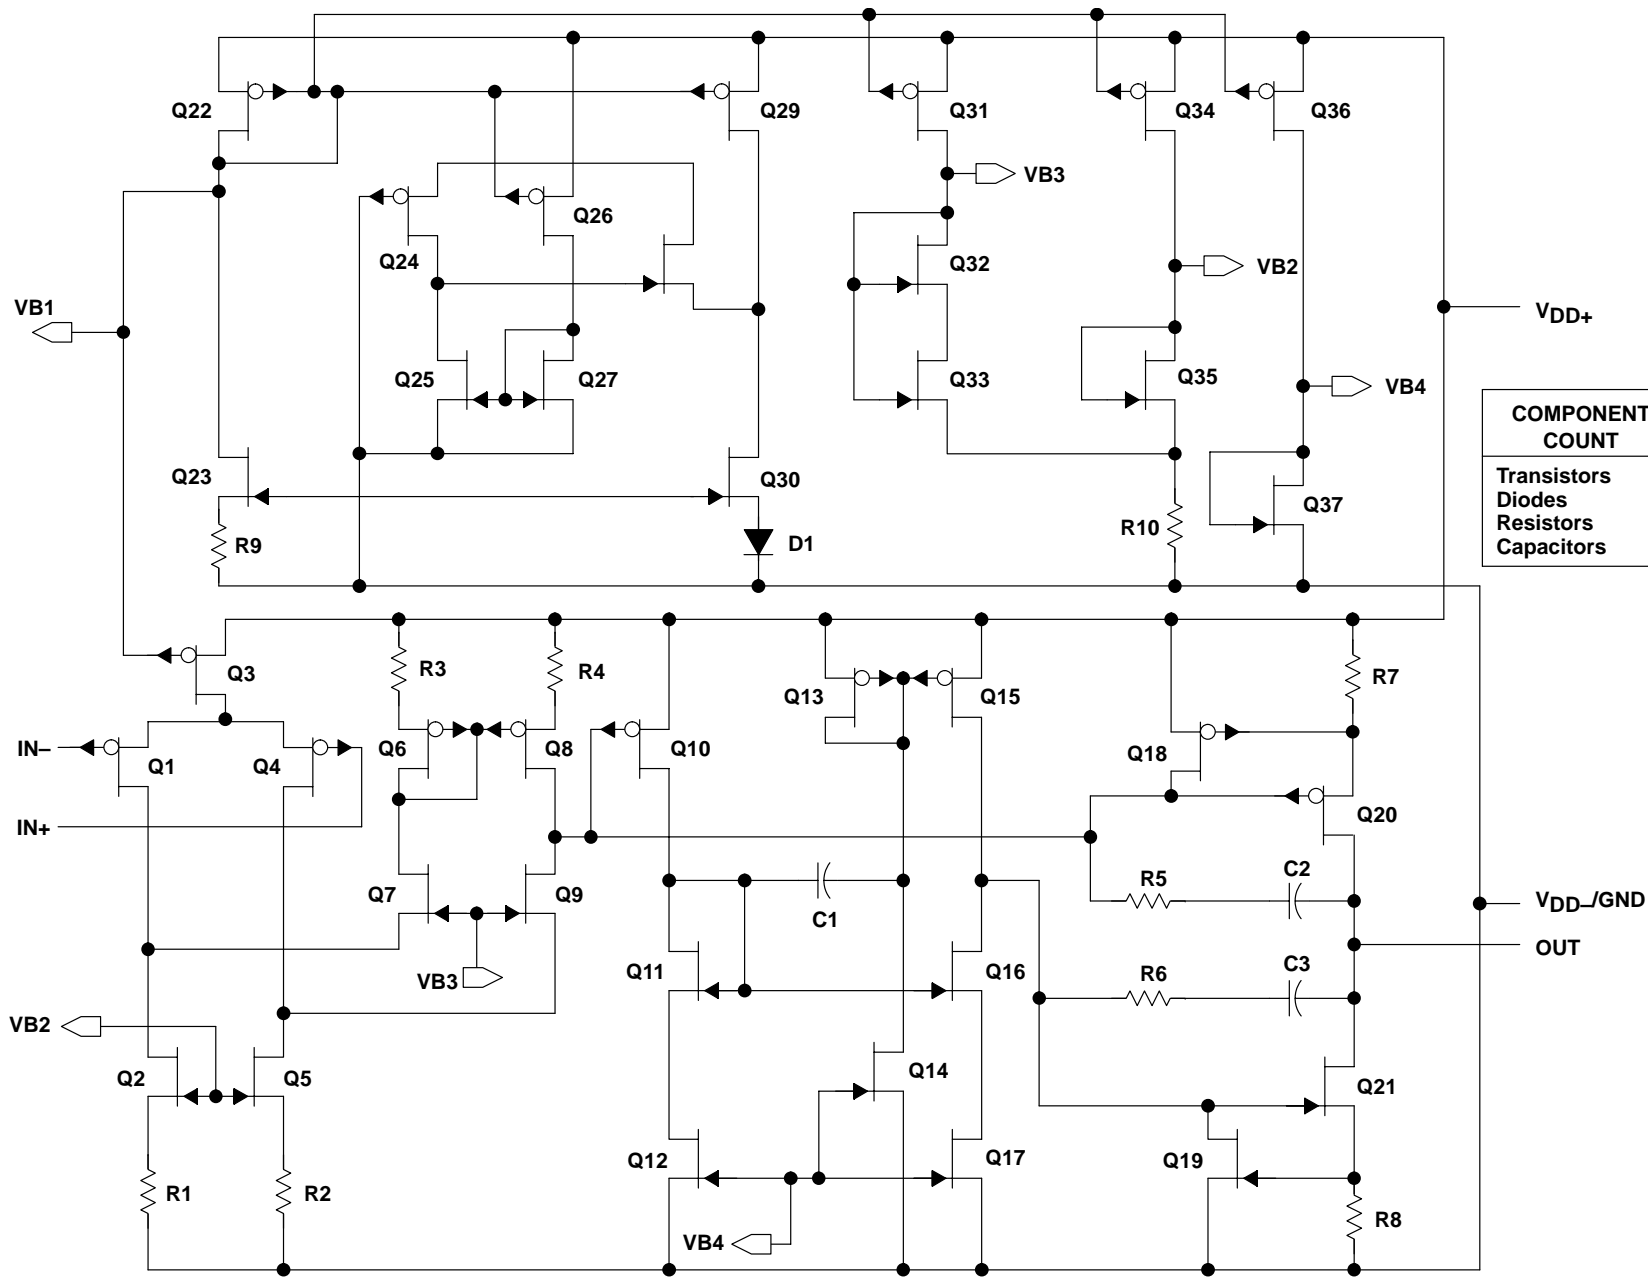 Q22
Q29
Q31
Q34
Q36
VB3
Q26
Q24
Q32
VB2
VB1
VDD+
Q25
Q27
Q33
Q35
VB4
COMPONENT
COUNT
Transistors
Diodes
Resistors
Capacitors
Q23
Q30
Q37
R9
D1
R10
Q3
R3
R4
Q13
Q15
R7
IN–
Q1
Q4
Q6
Q8
Q10
Q18
IN+
Q20
Q7
Q9
C1
R5
C2
VDD–/GND
OUT
VB3
Q11
Q16
R6
C3
VB2
Q2
Q5
Q14
Q21
Q12
Q17
Q19
R1
R2
R8
VB4